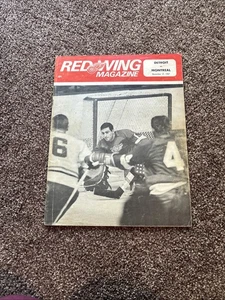 RED WING
MAGAZINE
DETROIT
MONTREAL
6
4